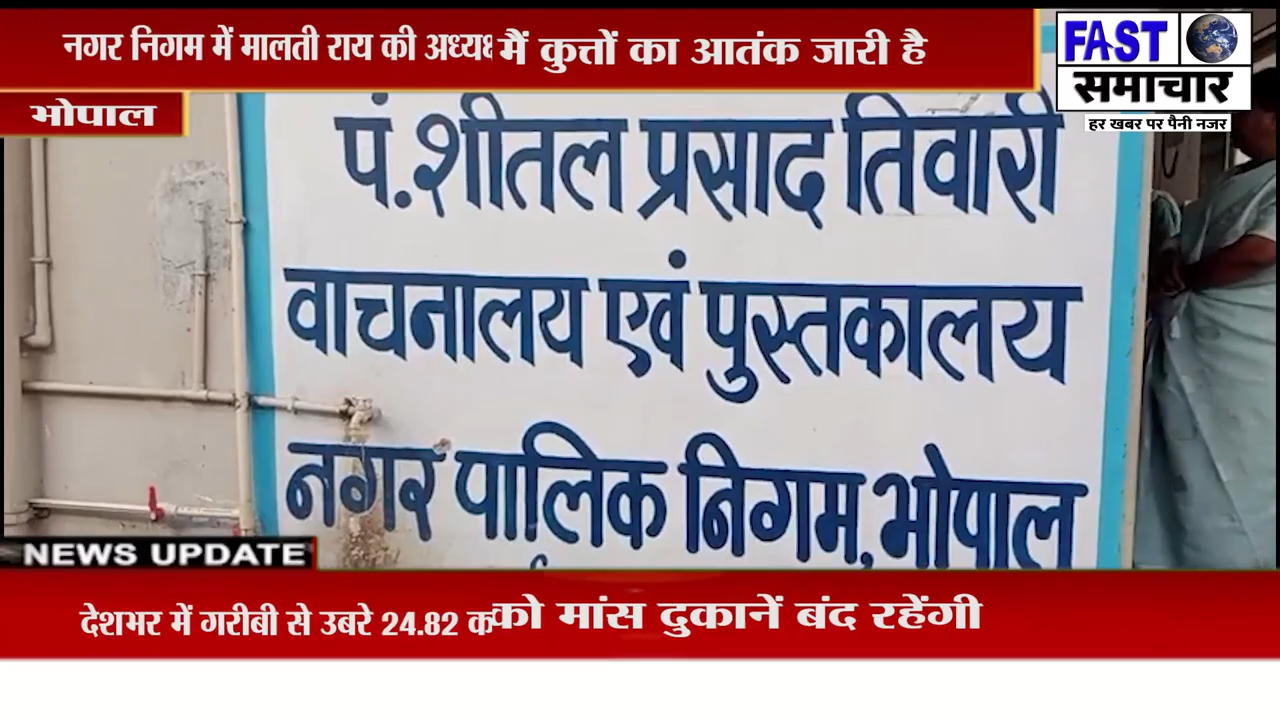 नगर निगम में मालती राय की अध्यक्ष में कुत्तों का आतंक जारी है
FAST
समाचार
हर खबर पर पैनी नजर
भोपाल
पं.शीतल प्रसाद तिवारी
वाचनालय एवं पुस्तकालय
नगर पालिक निगम,भोपाल
NEWS UPDATE
देशभर में गरीबी से उबरे 24.82 क को मांस दुकानें बंद रहेंगी